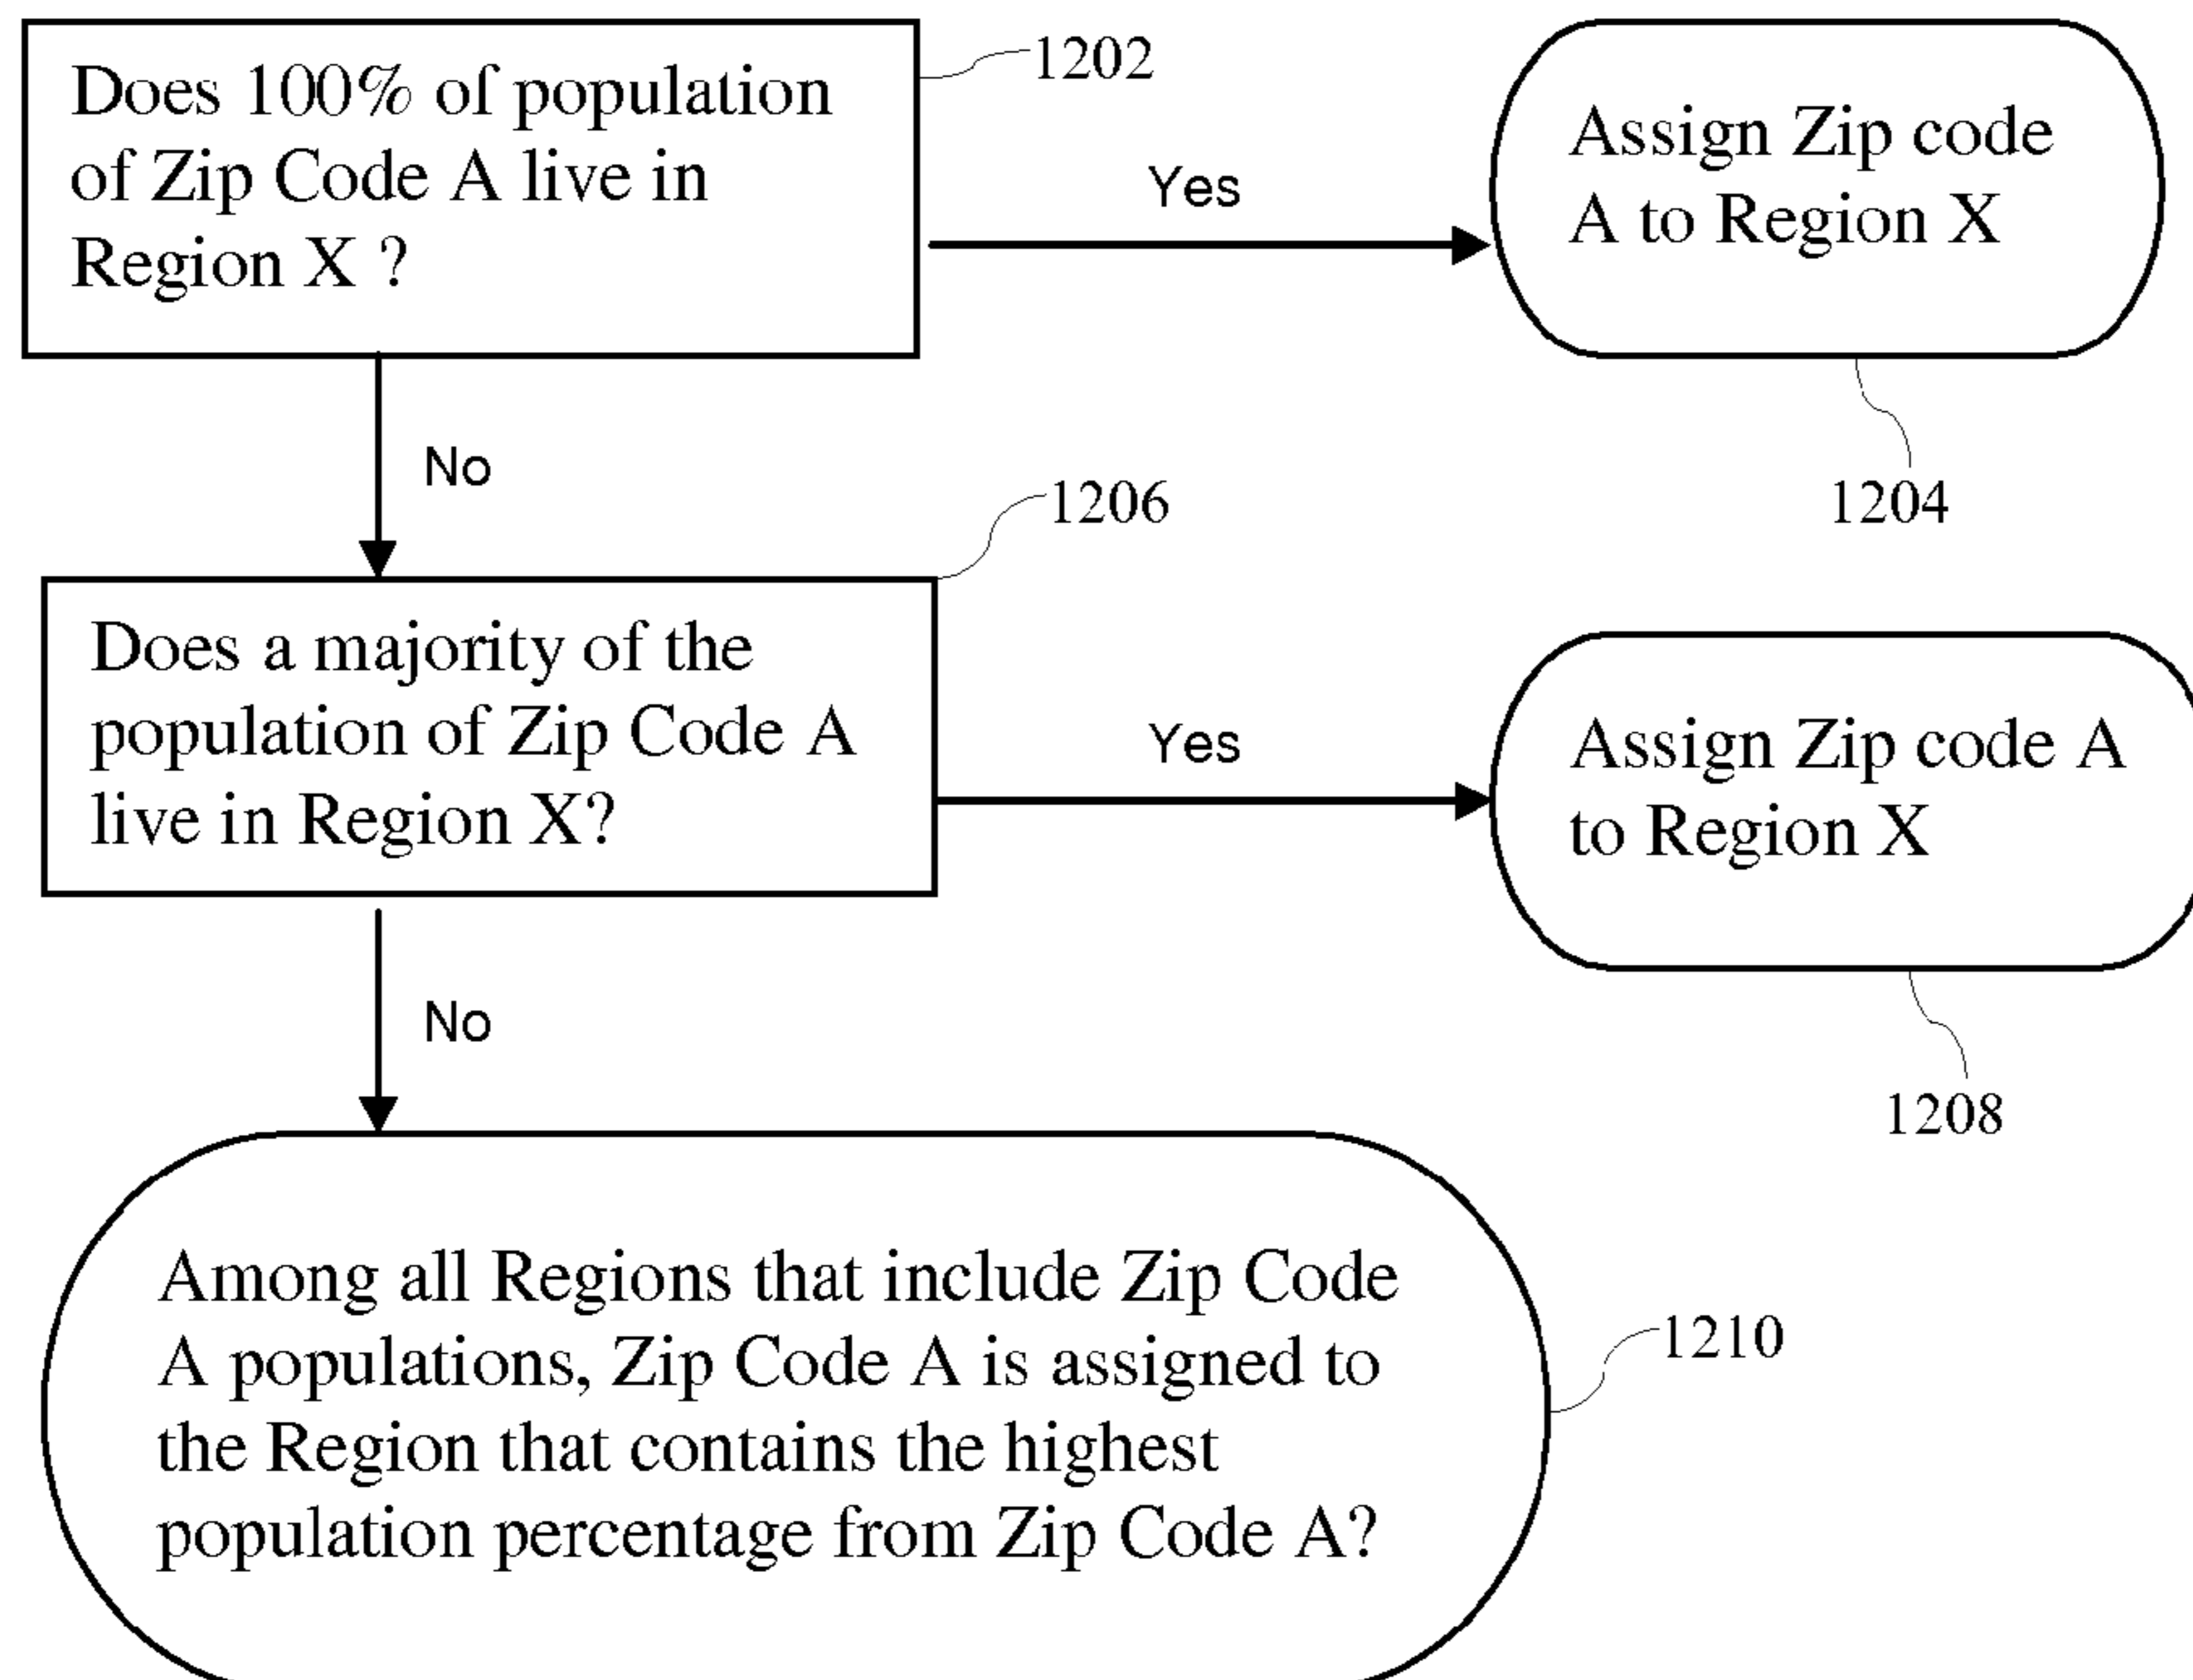 Does 100% of population
of Zip Code A live in
Region X ?
1202
Yes
Assign Zip code
A to Region X
1204
No
1206
Does a majority of the
population of Zip Code A
live in Region X?
Yes
Assign Zip code A
to Region X
1208
No
Among all Regions that include Zip Code
A populations, Zip Code A is assigned to
the Region that contains the highest
population percentage from Zip Code A?
1210